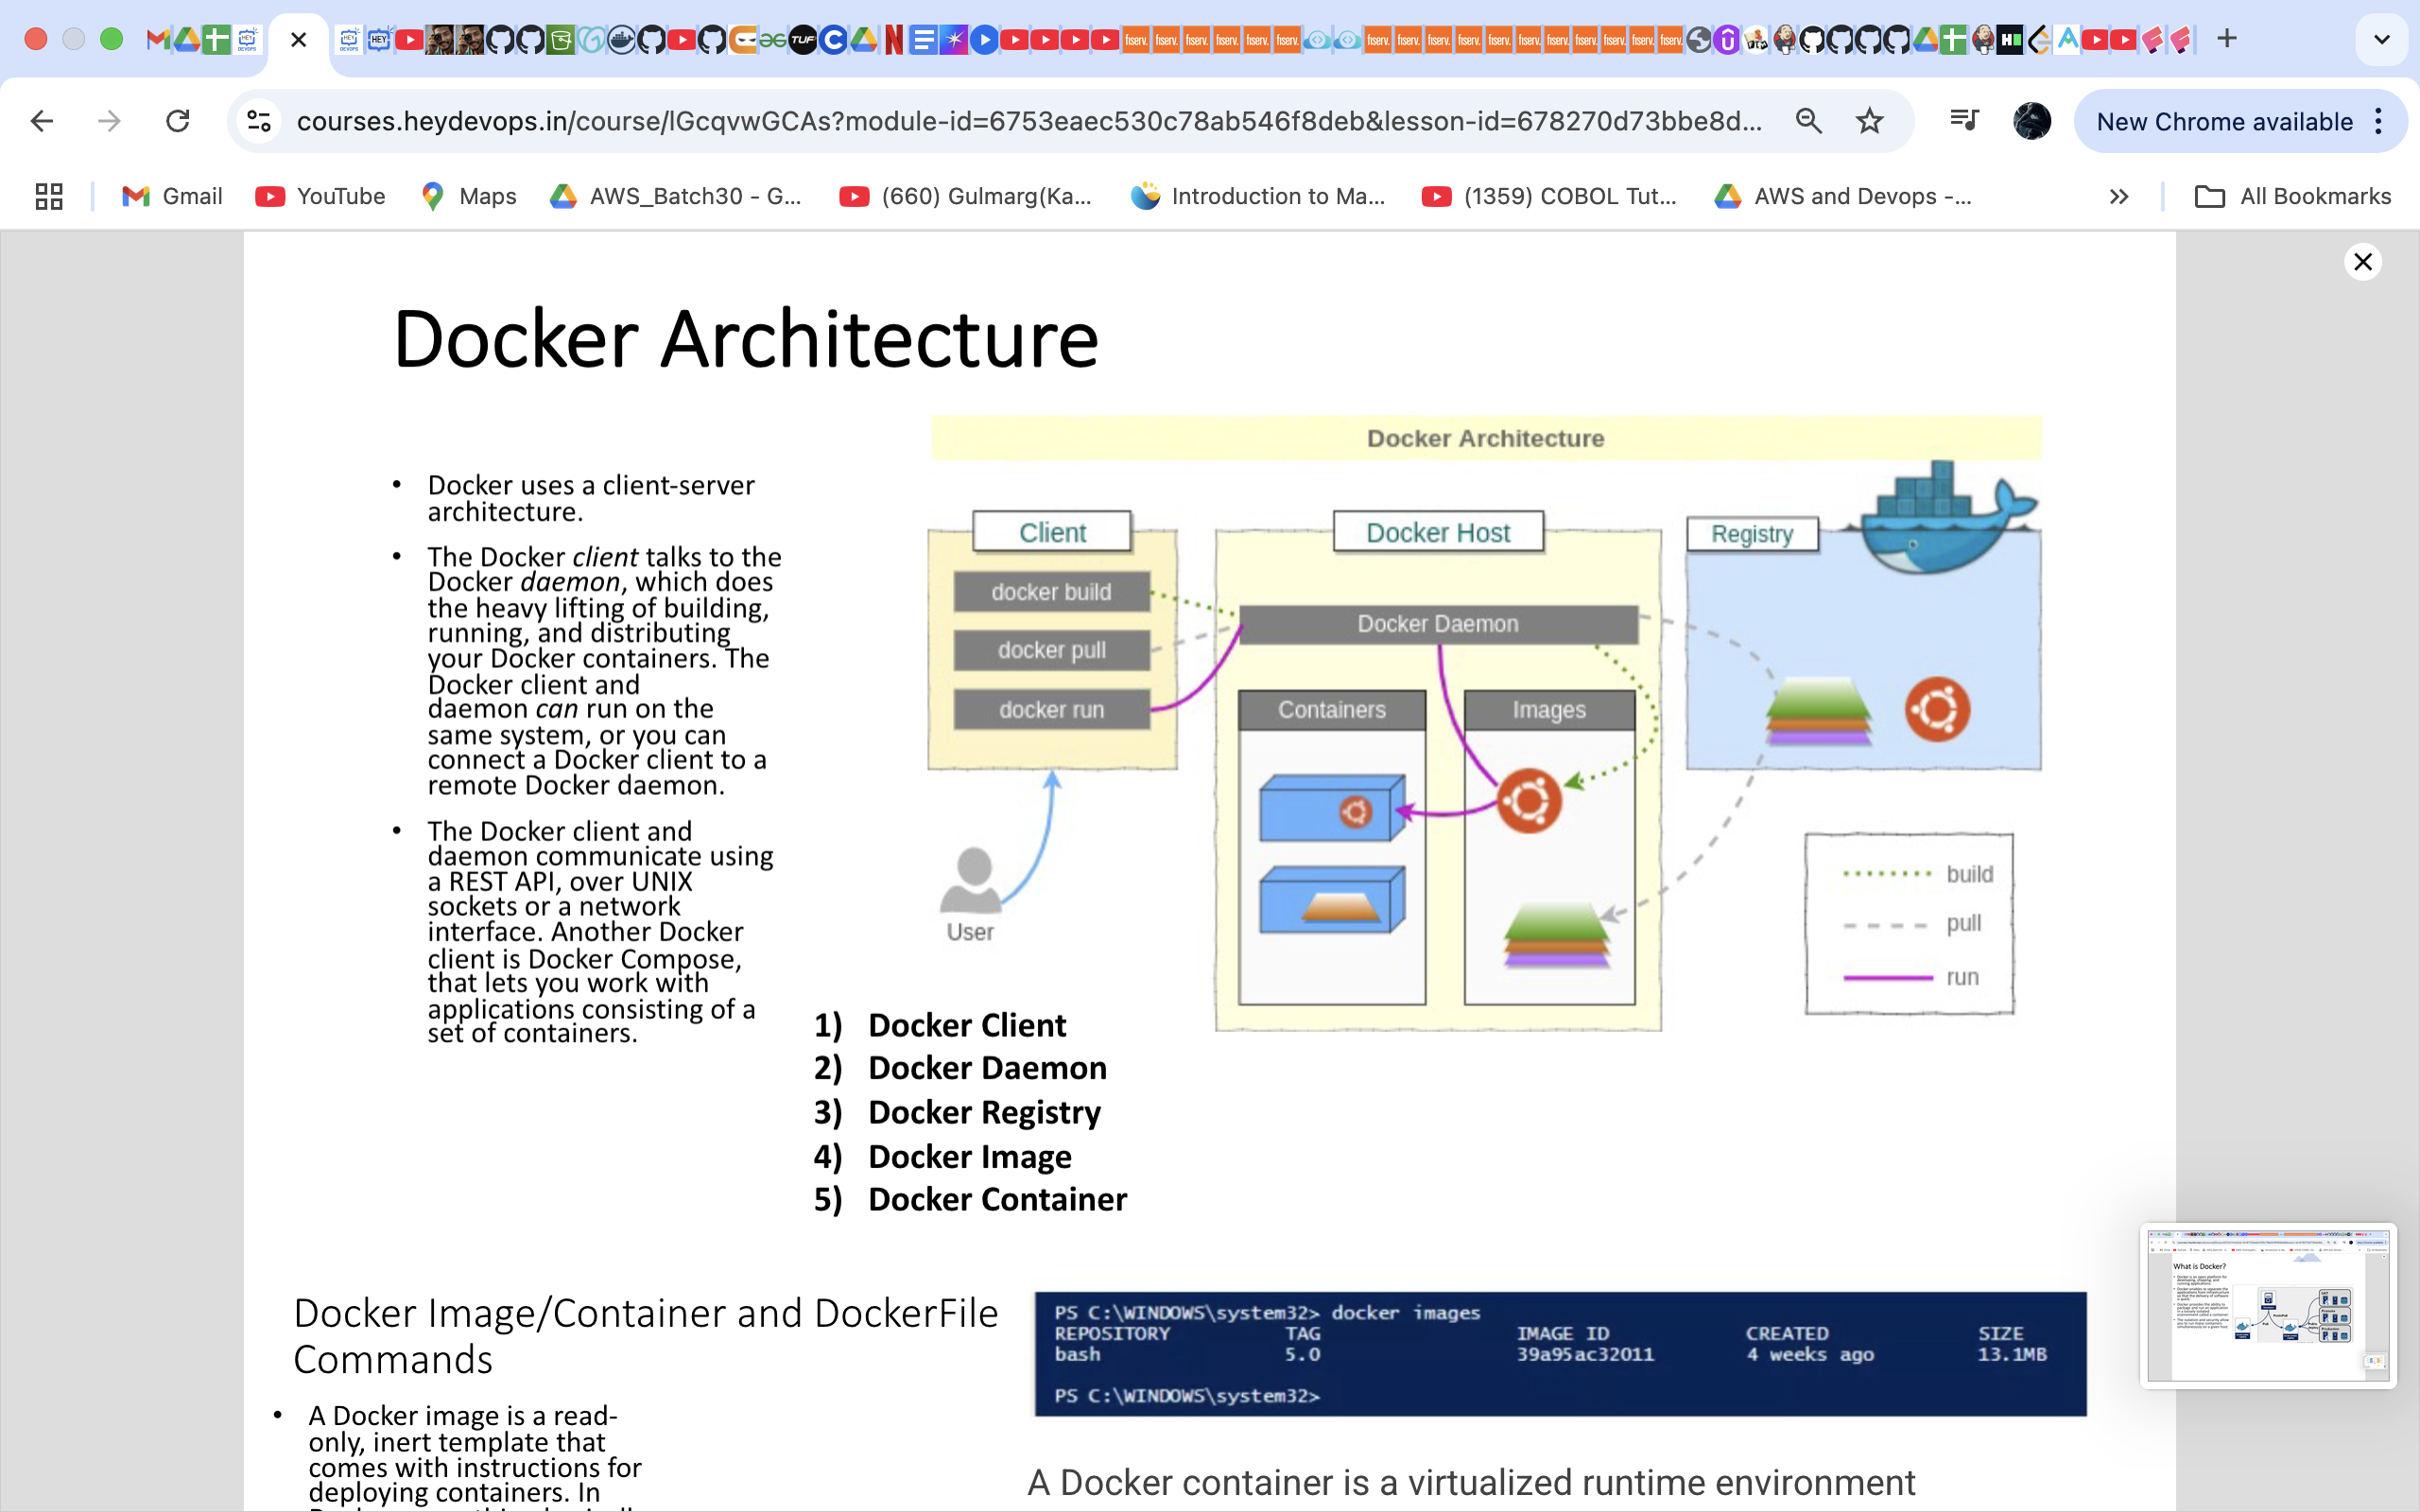 courses.heydevops.in/course/lGcqvwGCAs?module-id=6753eaec530c78ab546f8deb&lesson-id=678270d73bbe8d...
New Chrome available
Gmail
YouTube
Maps
AWS_Batch30 - G...
(660) Gulmarg(Ka...
Introduction to Ma...
(1359) COBOL Tut...
AWS and Devops -...
All Bookmarks
Docker Architecture
• Docker uses a client-server
architecture.
• The Docker client talks to the
Docker daemon, which does
the heavy lifting of building,
running, and distributing
your Docker containers. The
Docker client and
daemon can run on the
same system, or you can
connect a Docker client to a
remote Docker daemon.
• The Docker client and
daemon communicate using
a REST API, over UNIX
sockets or a network
interface. Another Docker
client is Docker Compose,
that lets you work with
applications consisting of a
set of containers.
Docker Architecture
Client
docker build
docker pull
docker run
User
Docker Host
Docker Daemon
Containers
Images
Registry
build
pull
run
1) Docker Client
2) Docker Daemon
3) Docker Registry
4) Docker Image
5) Docker Container
Docker Image/Container and DockerFile
Commands
• A Docker image is a read-
only, inert template that
comes with instructions for
deploying containers. In
PS C:\WINDOWS\system32> docker images
REPOSITORY TAG IMAGE ID CREATED SIZE
bash 5.0 39a95ac32011 4 weeks ago 13.1MB
PS C:\WINDOWS\system32>
A Docker container is a virtualized runtime environment
What is Docker?